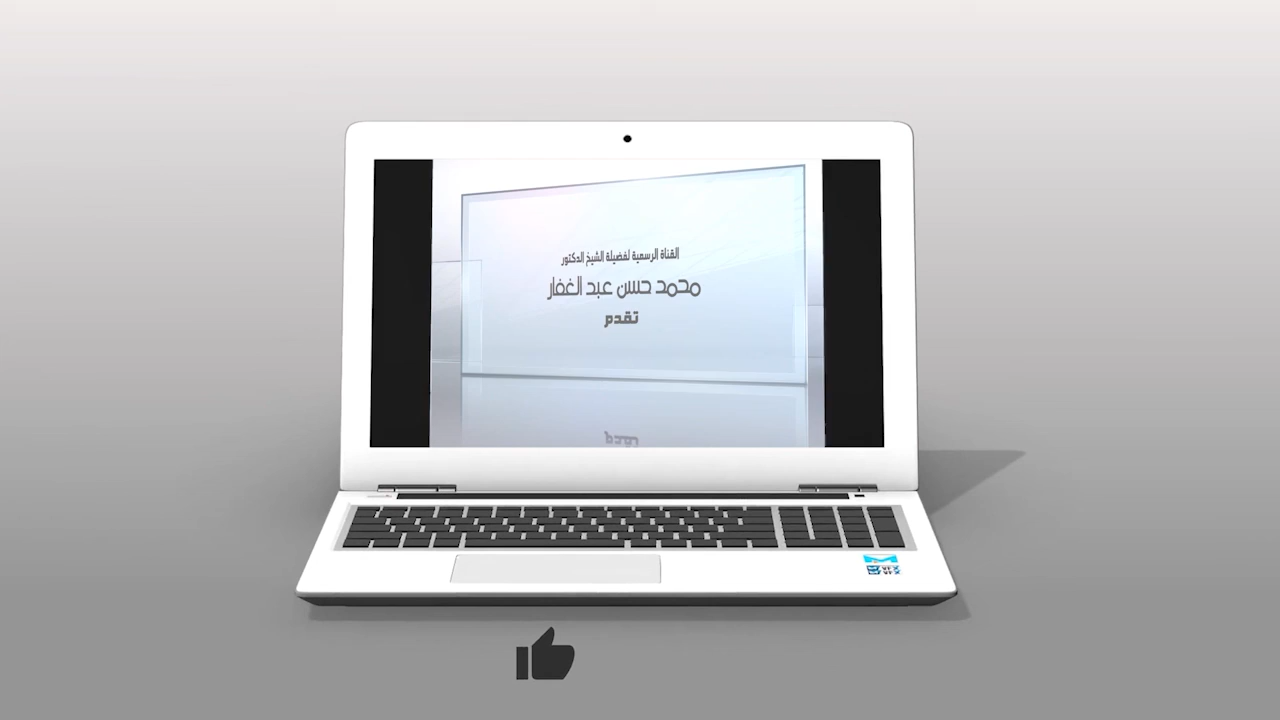 القناة الرسمية لفضيلة الشيخ الدكتور
محمد حسن عبد الغفار
تقدم